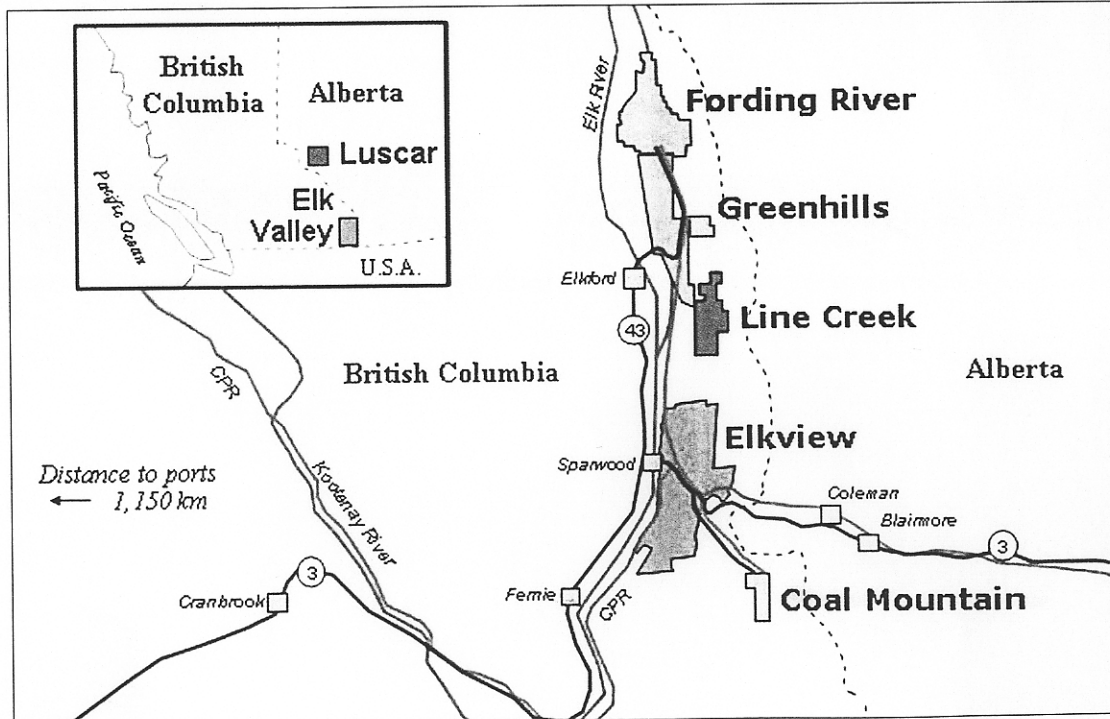 British
Columbia
Alberta
Luscar
Elk
Valley
Pacific Ocean
U.S.A.
Elk River
Fording River
Greenhills
Elkford
Line Creek
43
British Columbia
Alberta
CPR
Elkview
Sparwood
Distance to ports
1,150 km
Kootenay River
Coleman
Blairmore
3
3
Cranbrook
Fernie
CPR
Coal Mountain